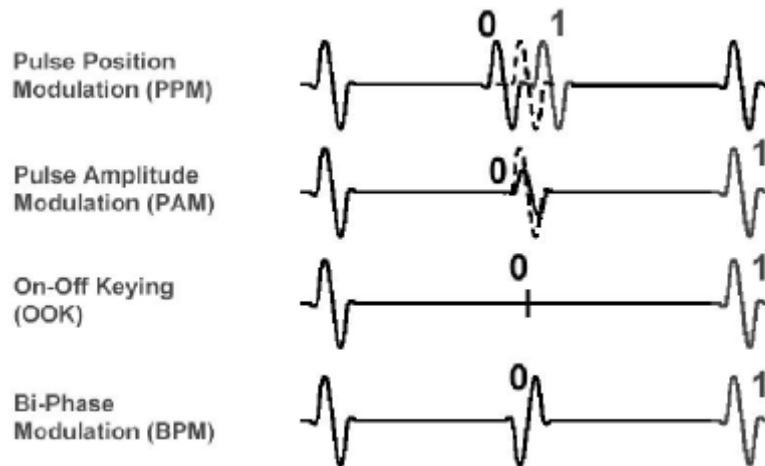 0 1
Pulse Position
Modulation (PPM)
Pulse Amplitude
Modulation (PAM)
0 1
On-Off Keying
(OOK)
0 1
Bi-Phase
Modulation (BPM)
0 1